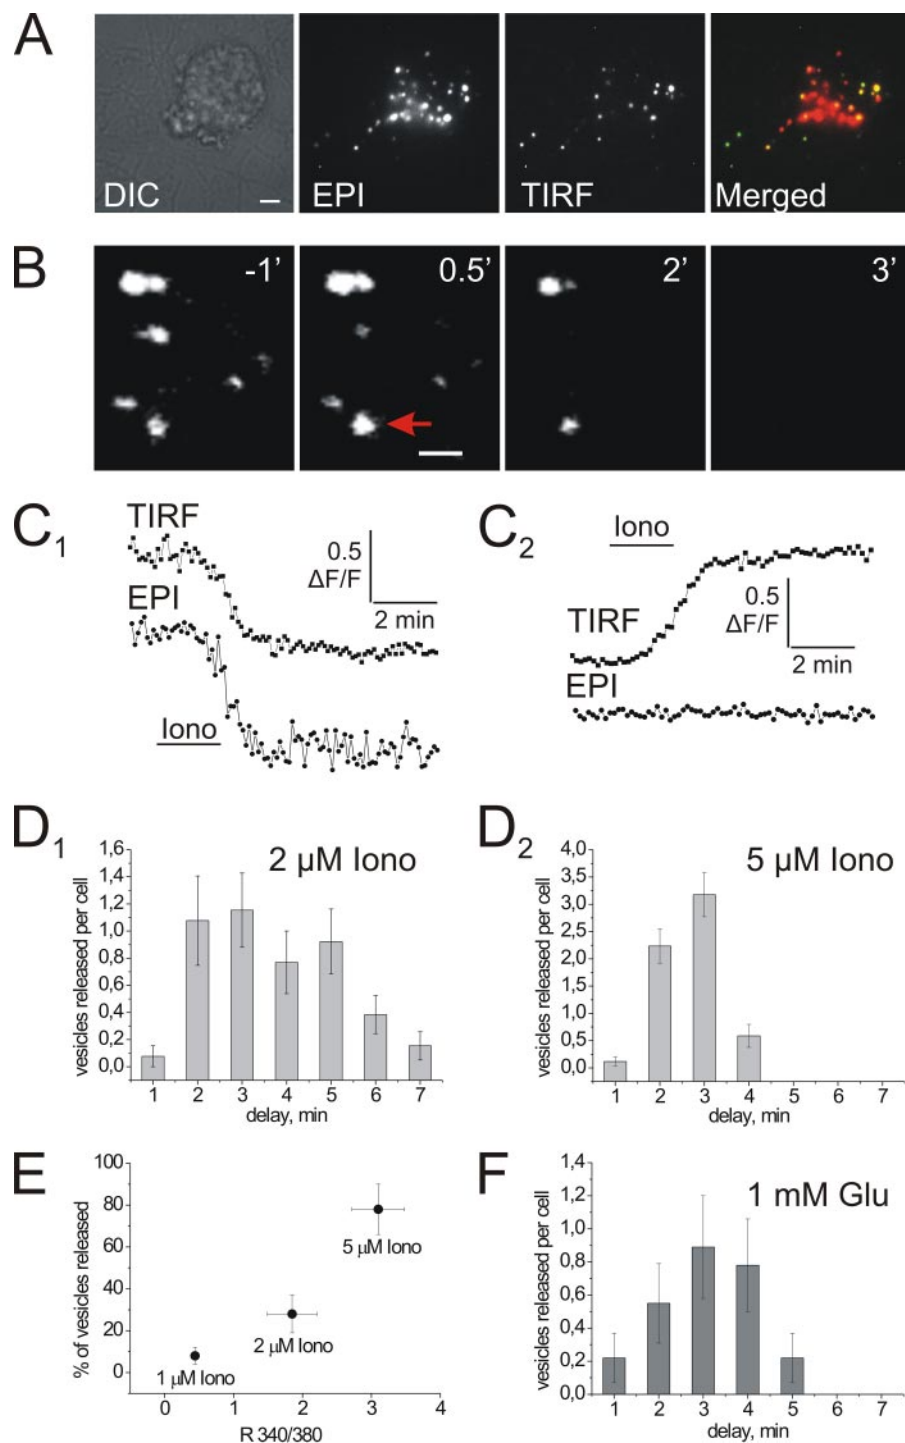 A
DIC
EPI
TIRF
Merged
B
-1’
0.5’
2’
3’
C1
TIRF
0.5
ΔF/F
2 min
EPI
Iono
C2
Iono
TIRF
0.5
ΔF/F
2 min
EPI
D1
2 μM Iono
vesicles released per cell
1,6
1,4
1,2
1,0
0,8
0,6
0,4
0,2
0,0
1 2 3 4 5 6 7
delay, min
D2
5 μM Iono
vesicles released per cell
4,0
3,5
3,0
2,5
2,0
1,5
1,0
0,5
0,0
1 2 3 4 5 6 7
delay, min
E
% of vesicles released
100
80
60
40
20
0
5 μM Iono
2 μM Iono
1 μM Iono
0 1 2 3 4
R 340/380
F
1 mM Glu
vesicles released per cell
1,4
1,2
1,0
0,8
0,6
0,4
0,2
0,0
1 2 3 4 5 6 7
delay, min